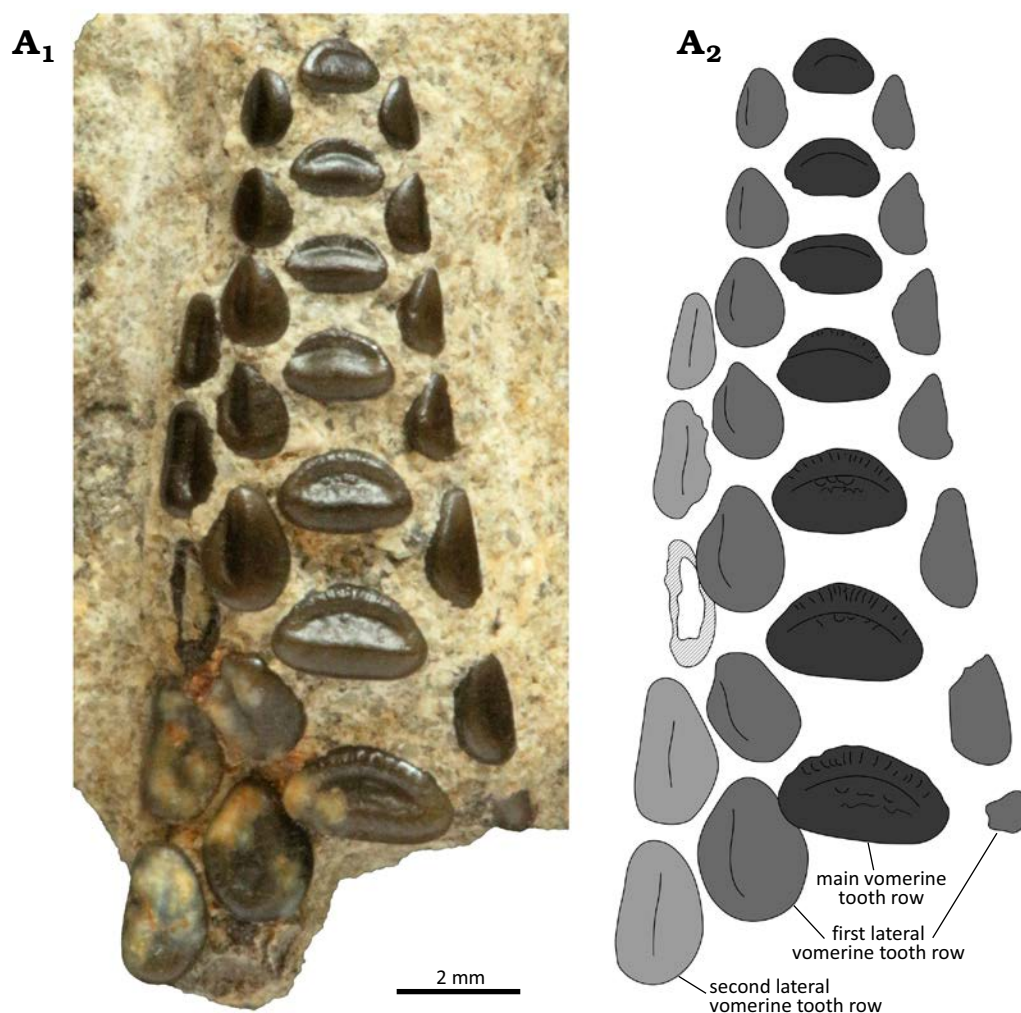 A1
A2
main vomerine
tooth row
first lateral
vomerine tooth row
2 mm
second lateral
vomerine tooth row